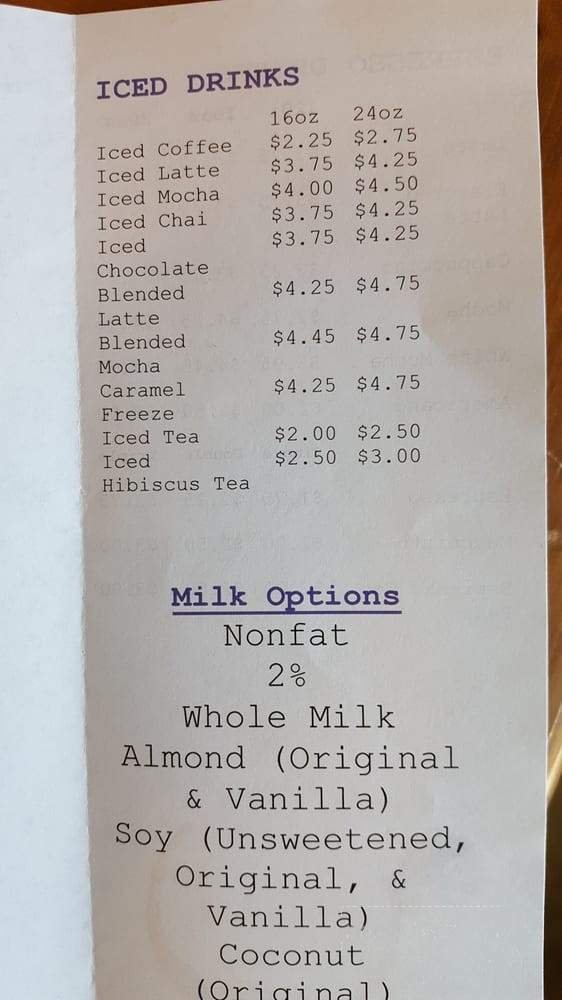 ICED DRINKS
16oz 24oz
Iced Coffee $2.25 $2.75
Iced Latte $3.75 $4.25
Iced Mocha $4.00 $4.50
Iced Chai $3.75 $4.25
Iced $3.75 $4.25
Chocolate
Blended $4.25 $4.75
Latte
Blended $4.45 $4.75
Mocha
Caramel $4.25 $4.75
Freeze
Iced Tea $2.00 $2.50
Iced $2.50 $3.00
Hibiscus Tea
Milk Options
Nonfat
2%
Whole Milk
Almond (Original
& Vanilla)
Soy (Unsweetened,
Original, &
Vanilla)
Coconut
(Original)